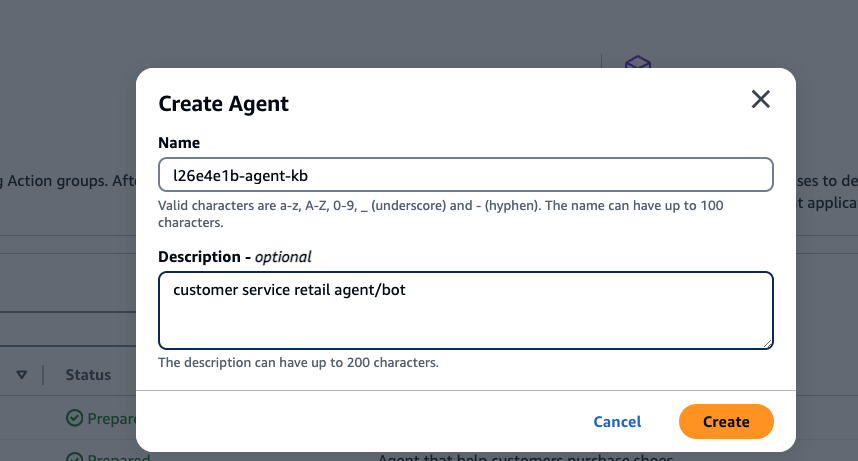 Create Agent
Name
l26e4e1b-agent-kb
g Action groups. Afte
ses to de
Valid characters are a-z, A-Z, 0-9, _ (underscore) and - (hyphen). The name can have up to 100
t applica
characters.
Description - optional
customer service retail agent/bot
The description can have up to 200 characters.
Status
Cancel
Create
Prepare
Prepared
Agent that help customers purchase shoes